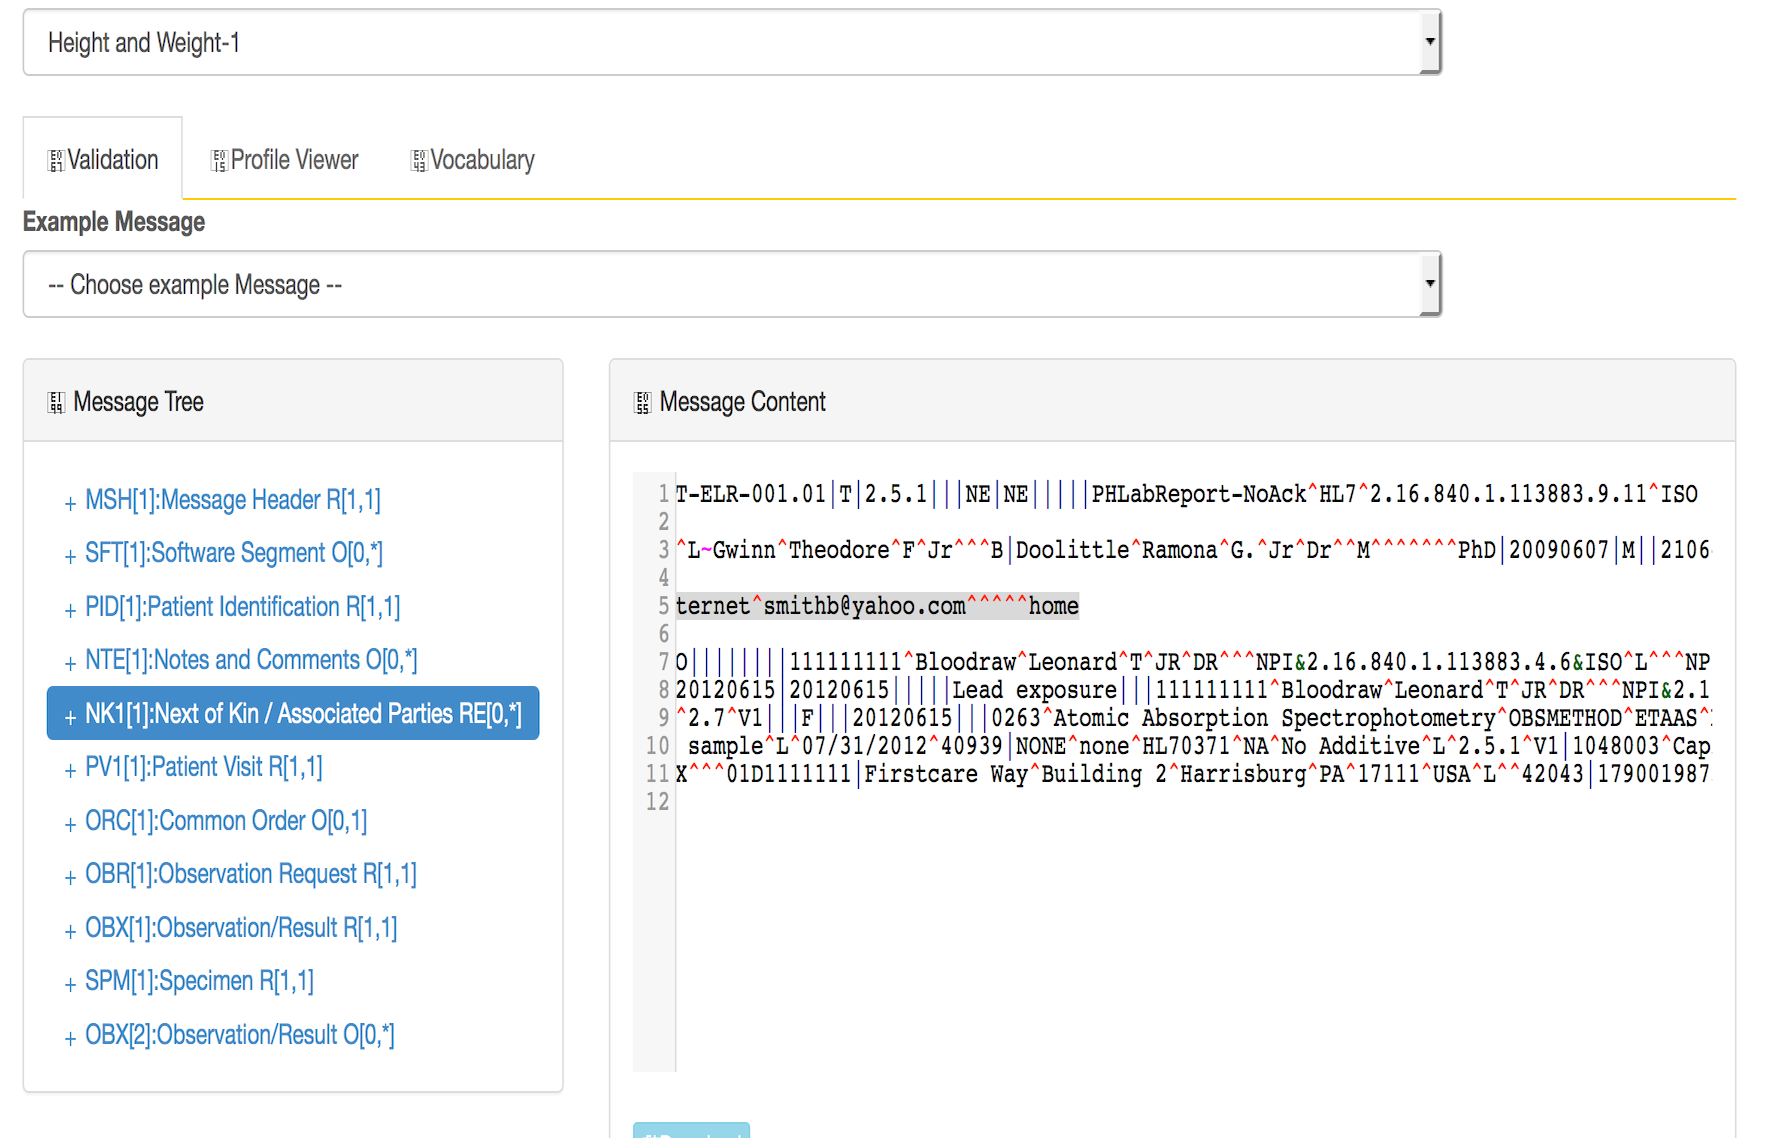 Height and Weight-1
Validation
Profile Viewer
Vocabulary
Example Message
-- Choose example Message --
Message Tree
+ MSH[1]:Message Header R[1,1]
+ SFT[1]:Software Segment O[0,*]
+ PID[1]:Patient Identification R[1,1]
+ NTE[1]:Notes and Comments O[0,*]
+ NK1[1]:Next of Kin / Associated Parties RE[0,*]
+ PV1[1]:Patient Visit R[1,1]
+ ORC[1]:Common Order O[0,1]
+ OBR[1]:Observation Request R[1,1]
+ OBX[1]:Observation/Result R[1,1]
+ SPM[1]:Specimen R[1,1]
+ OBX[2]:Observation/Result O[0,*]
Message Content
1 T-ELR-001.01|T|2.5.1|||NE|NE|||||PHLabReport-NoAck^HL7^2.16.840.1.113883.9.11^ISO
2
3 ^L~Gwinn^Theodore^F^Jr^^^B|Doolittle^Ramona^G.^Jr^Dr^^M^^^^^^^PhD|20090607|M||2106
4
5 ternet^smithb@yahoo.com^^^^^home
6
7 O||||||||111111111^Bloodraw^Leonard^T^JR^DR^^^NPI&2.16.840.1.113883.4.6&ISO^L^^^NP
8 20120615|20120615|||||Lead exposure|||111111111^Bloodraw^Leonard^T^JR^DR^^^NPI&2.1
9 ^2.7^V1|||F|||20120615|||0263^Atomic Absorption Spectrophotometry^OBSMETHOD^ETAAS^
10 sample^L^07/31/2012^40939|NONE^none^HL70371^NA^No Additive^L^2.5.1^V1|1048003^Cap
11 X^^^01D1111111|Firstcare Way^Building 2^Harrisburg^PA^17111^USA^L^^42043|179001987
12